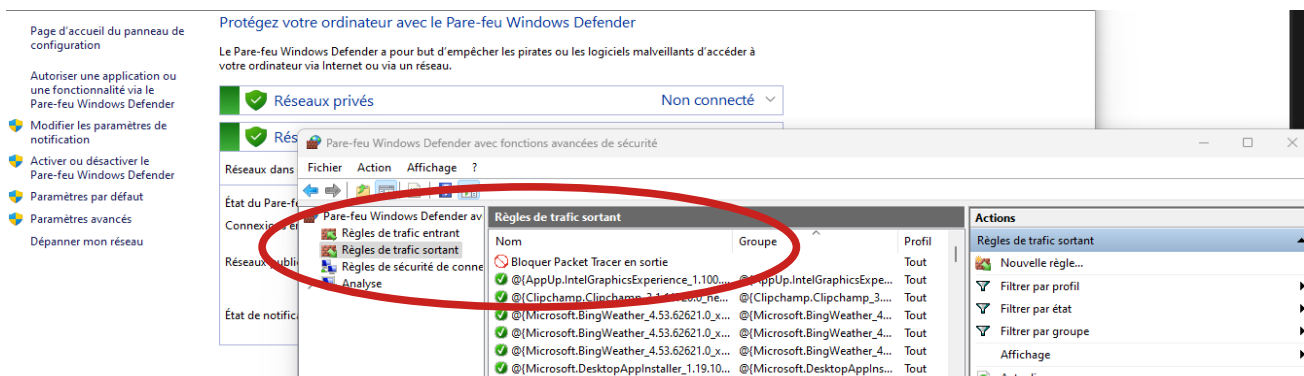 Page d'accueil du panneau de
configuration
Autoriser une application ou
une fonctionnalité via le
Pare-feu Windows Defender
Modifier les paramètres de
notification
Activer ou désactiver le
Pare-feu Windows Defender
Paramètres par défaut
Paramètres avancés
Dépanner mon réseau
Protégez votre ordinateur avec le Pare-feu Windows Defender
Le Pare-feu Windows Defender a pour but d'empêcher les pirates ou les logiciels malveillants d'accéder à
votre ordinateur via Internet ou via un réseau.
Réseaux privés Non connecté
Rés
Réseaux dans
État du Pare-fe
Connexions en
Réseaux publi
État de notific
Pare-feu Windows Defender avec fonctions avancées de sécurité
Fichier Action Affichage ?
Pare-feu Windows Defender av
Règles de trafic entrant
Règles de trafic sortant
Règles de sécurité de conne
Analyse
Règles de trafic sortant
Nom Groupe Profil
Bloquer Packet Tracer en sortie Tout
@{AppUp.IntelGraphicsExperience_1.100.... @{AppUp.IntelGraphicsExpe... Tout
@{Clipchamp.Clipchamp_ @{Clipchamp.Clipchamp_3.... Tout
@{Microsoft.BingWeather_4.53.62621.0_x... @{Microsoft.BingWeather_4... Tout
@{Microsoft.BingWeather_4.53.62621.0_x... @{Microsoft.BingWeather_4... Tout
@{Microsoft.BingWeather_4.53.62621.0_x... @{Microsoft.BingWeather_4... Tout
@{Microsoft.DesktopAppInstaller_1.19.10... @{Microsoft.DesktopAppIns... Tout
Actions
Règles de trafic sortant
Nouvelle règle...
Filtrer par profil
Filtrer par état
Filtrer par groupe
Affichage